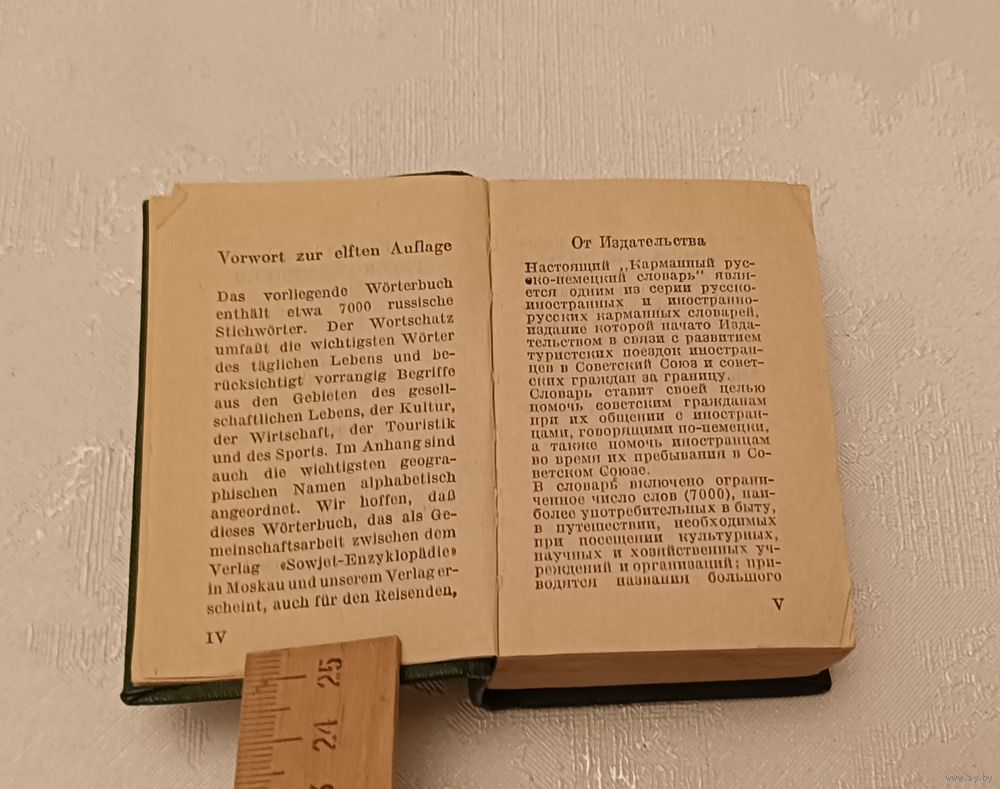 Vorwort zur elften Auflage
Das vorliegende Wörterbuch
enthält etwa 7000 russische
Stichwörter. Der Wortschatz
umfaßt die wichtigsten Wörter
des täglichen Lebens und be-
rücksichtigt vorrangig Begriffe
aus den Gebieten des gesell-
schaftlichen Lebens, der Kultur,
der Wirtschaft, der Touristik
und des Sports. Im Anhang sind
auch die wichtigsten geogra-
phischen Namen alphabetisch
angeordnet. Wir hoffen, daß
dieses Wörterbuch, das als Ge-
meinschaftsarbeit zwischen dem
Verlag «Sowjet-Enzyklopädie»
in Moskau und unserem Verlag er-
scheint, auch für den Reisenden,
IV
От Издательства
Настоящий „Карманный рус-
ско-немецкий словарь“ явля-
ется одним из серии русско-
иностранных и иностранно-
русских карманных словарей,
издание которой начато Изда-
тельством в связи с развитием
туристских поездок иностран-
цев в Советский Союз и совет-
ских граждан за границу.
Словарь ставит своей целью
помочь советским гражданам
при их общении с иностран-
цами, говорящими по-немецки,
а также помочь иностранцам
во время их пребывания в Со-
ветском Союзе.
В словарь включено ограни-
ченное число слов (7000), наи-
более употребительных в быту,
в путешествии, необходимых
при посещении культурных,
научных и хозяйственных уч-
реждений и организаций; при-
водятся названия большого
V
25
24
www.ay.by